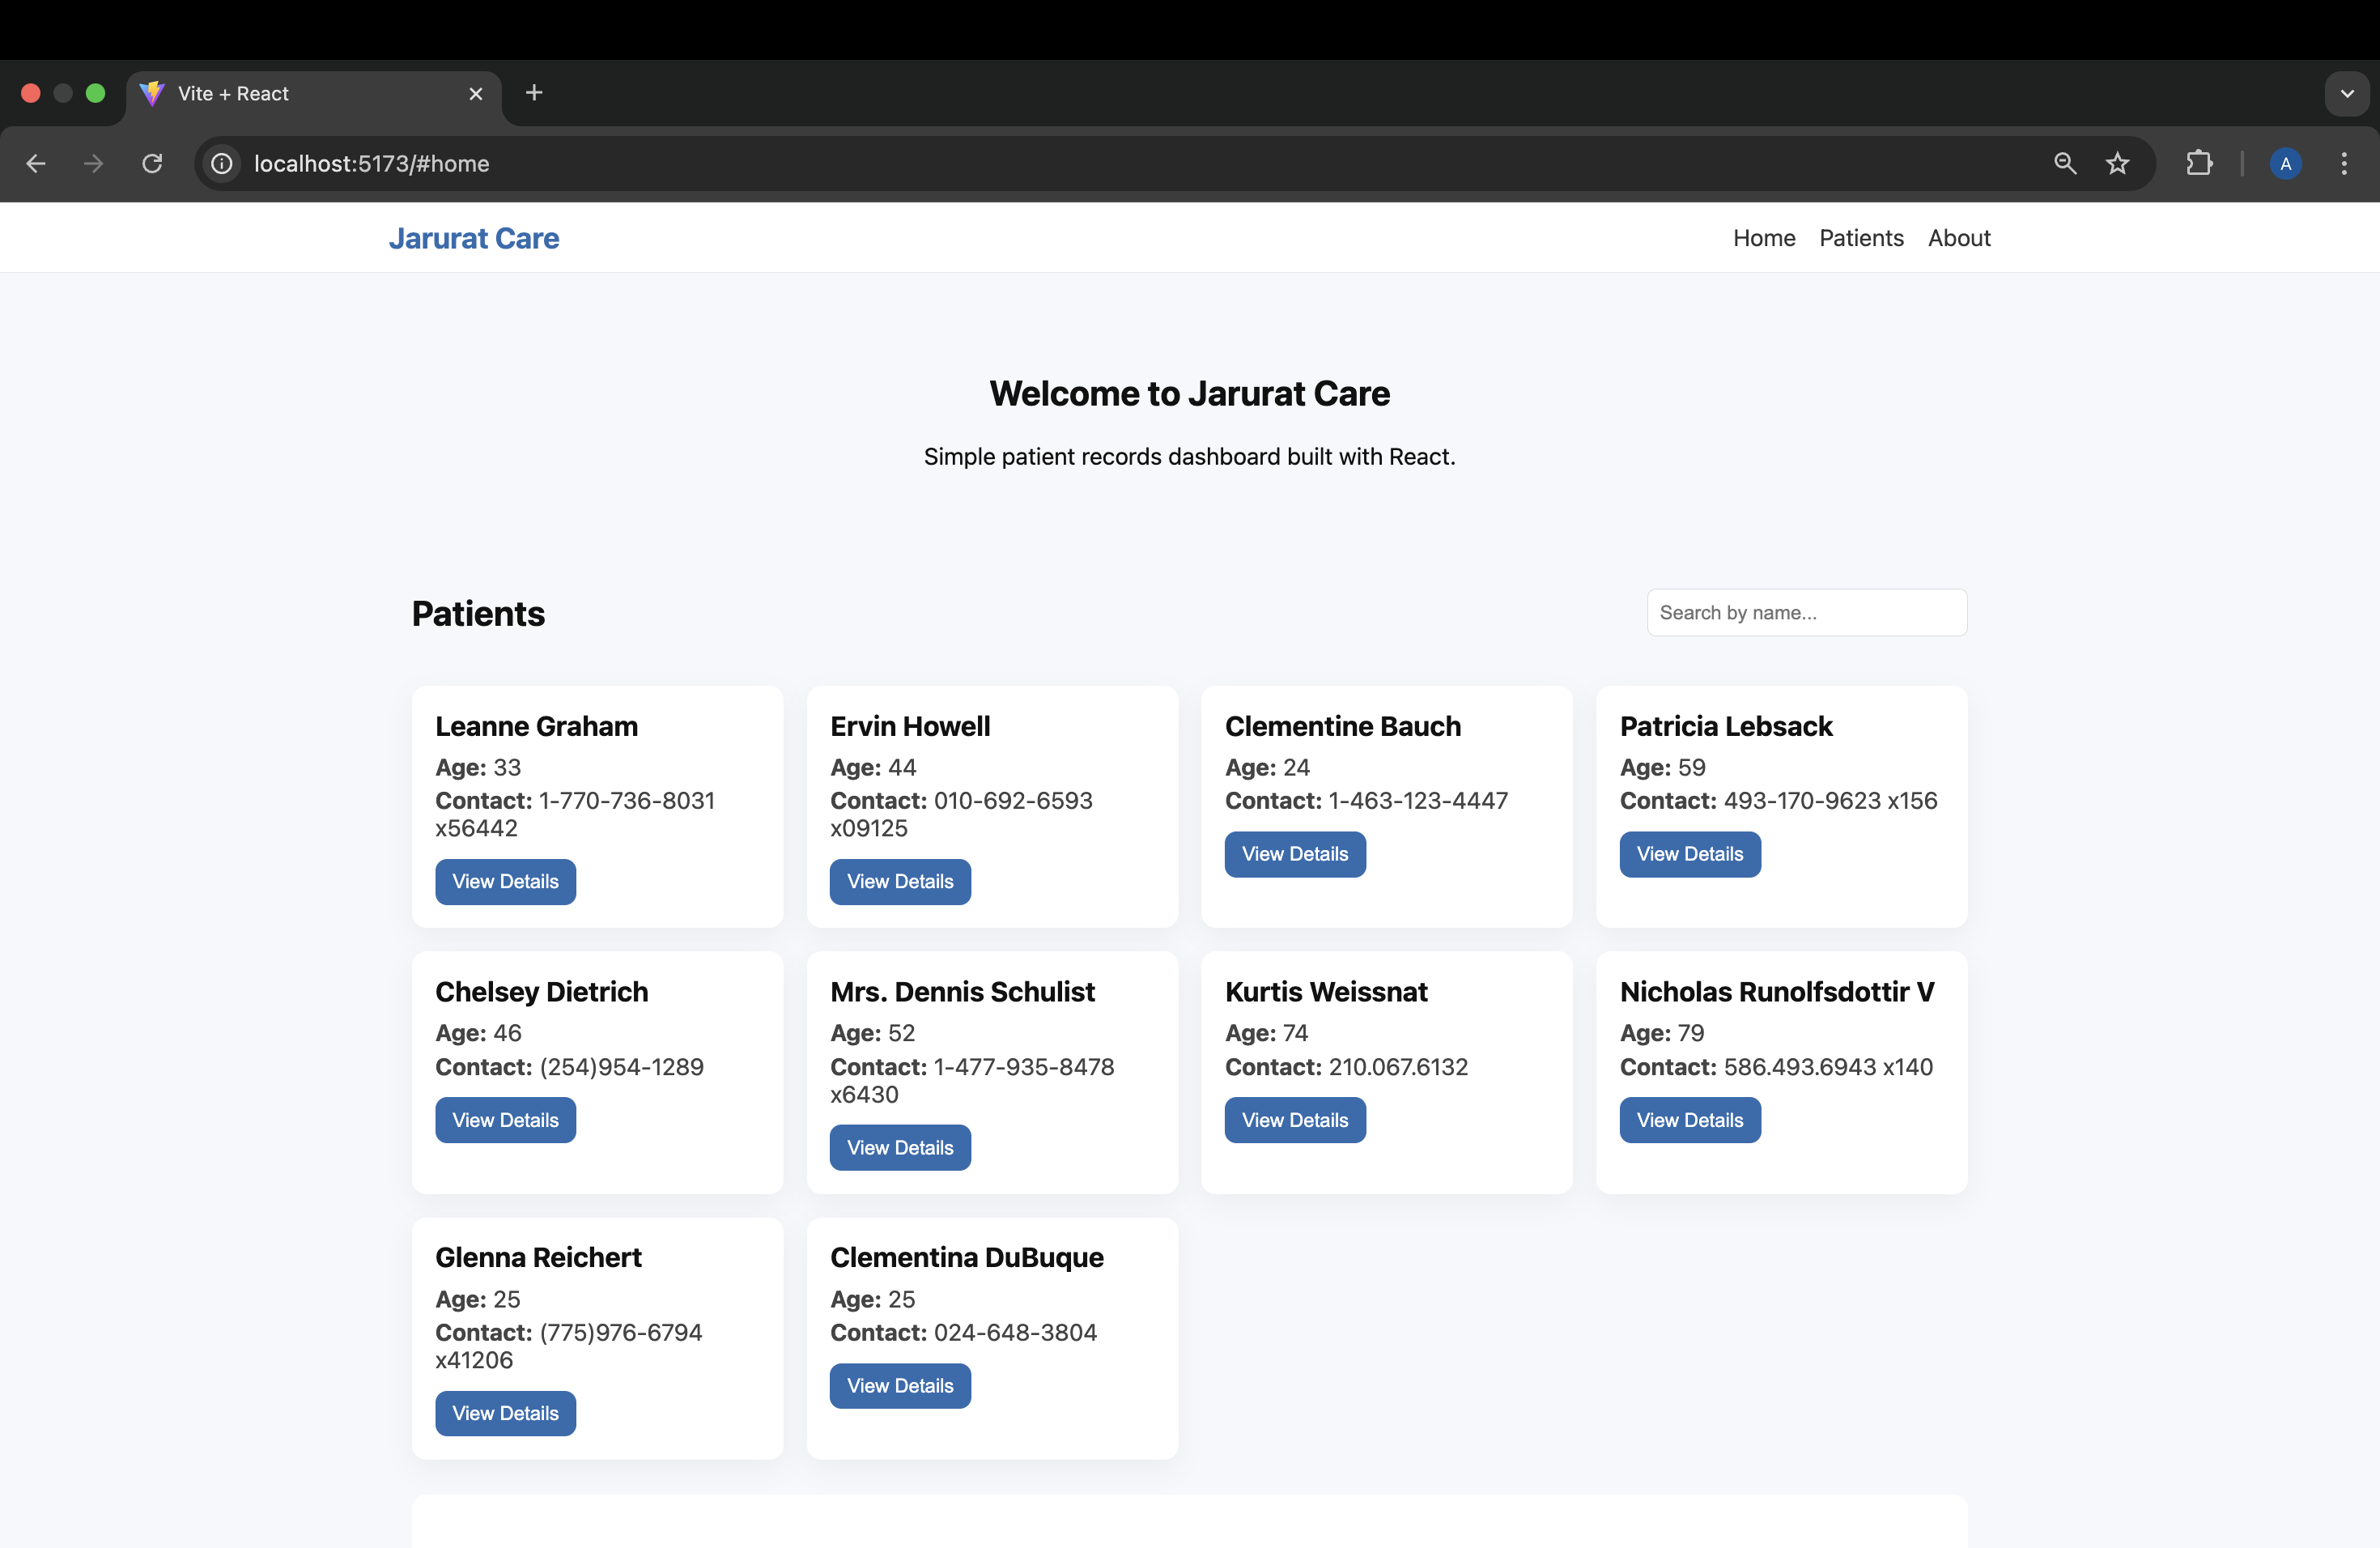 Vite + React
localhost:5173/#home
A
Jarurat Care
Home Patients About
Welcome to Jarurat Care
Simple patient records dashboard built with React.
Patients
Search by name...
Leanne Graham
Age: 33
Contact: 1-770-736-8031
x56442
View Details
Ervin Howell
Age: 44
Contact: 010-692-6593
x09125
View Details
Clementine Bauch
Age: 24
Contact: 1-463-123-4447
View Details
Patricia Lebsack
Age: 59
Contact: 493-170-9623 x156
View Details
Chelsey Dietrich
Age: 46
Contact: (254)954-1289
View Details
Mrs. Dennis Schulist
Age: 52
Contact: 1-477-935-8478
x6430
View Details
Kurtis Weissnat
Age: 74
Contact: 210.067.6132
View Details
Nicholas Runolfsdottir V
Age: 79
Contact: 586.493.6943 x140
View Details
Glenna Reichert
Age: 25
Contact: (775)976-6794
x41206
View Details
Clementina DuBuque
Age: 25
Contact: 024-648-3804
View Details